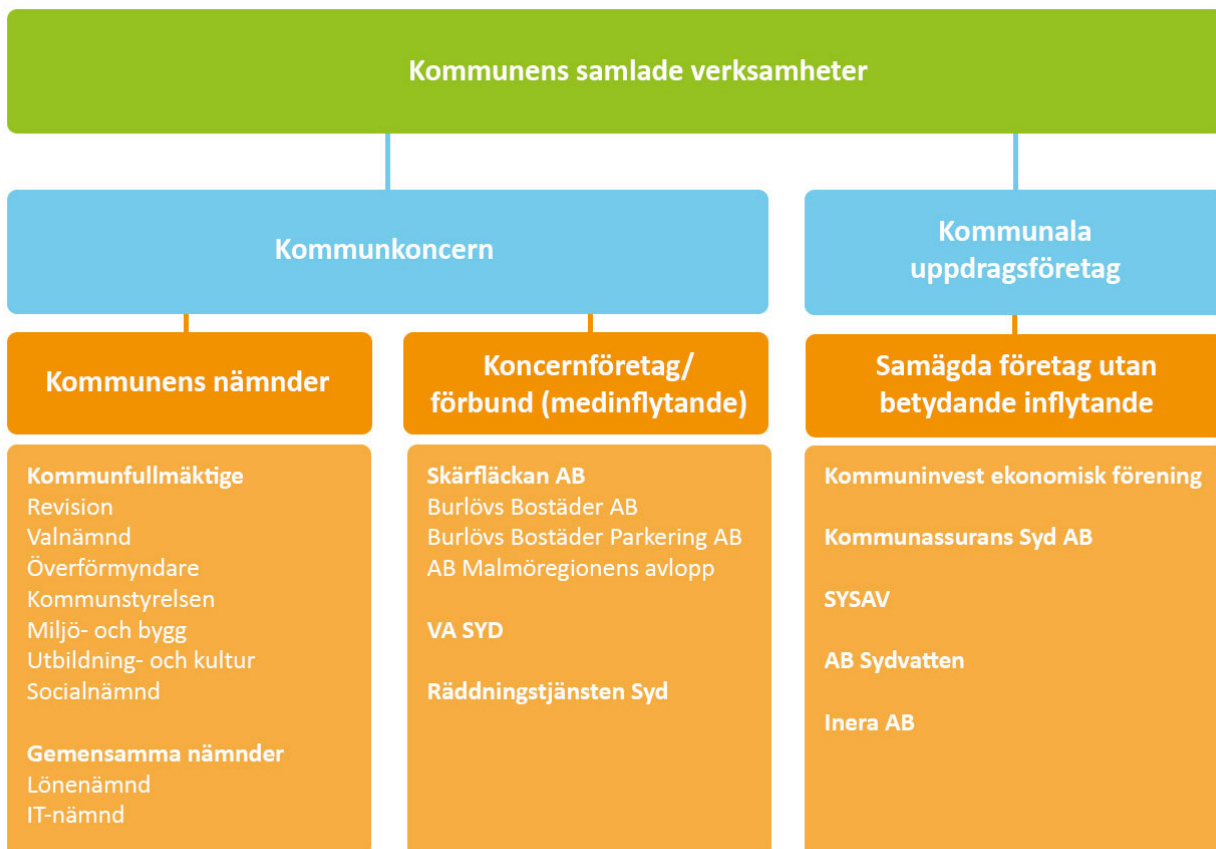 Kommunens samlade verksamheter
Kommunkoncern
Kommunala
uppdragsföretag
Kommunens nämnder
Koncernföretag/
förbund (medinflytande)
Samägda företag utan
betydande inflytande
Kommunfullmäktige
Revision
Valnämnd
Överförmyndare
Kommunstyrelsen
Miljö- och bygg
Utbildning- och kultur
Socialnämnd
Gemensamma nämnder
Lönenämnd
IT-nämnd
Skärfläckan AB
Burlövs Bostäder AB
Burlövs Bostäder Parkering AB
AB Malmöregionens avlopp
VA SYD
Räddningstjänsten Syd
Kommuninvest ekonomisk förening
Kommunassurans Syd AB
SYSAV
AB Sydvatten
Inera AB